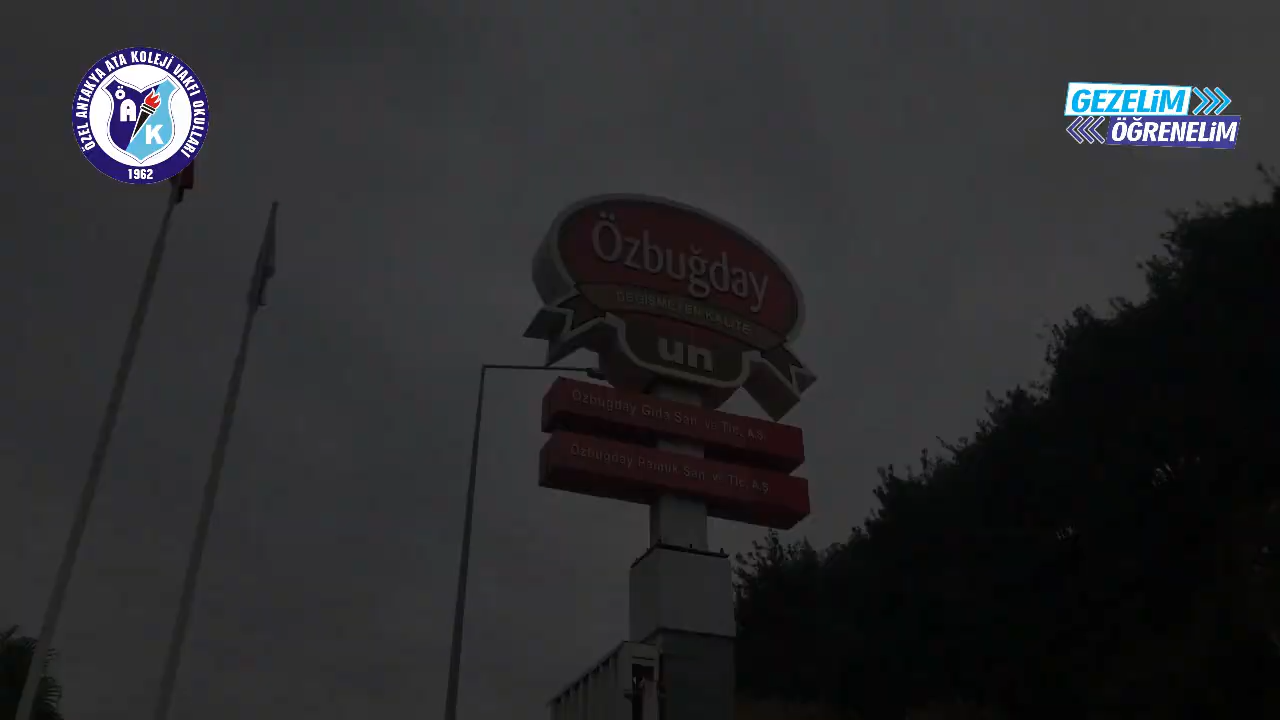 ÖZEL ANTAKYA ATA KOLEJİ VAKFI OKULLARI
ÖAK
1962
GEZELİM
ÖĞRENELİM
Özbuğday
DEĞİŞMEYEN KALİTE
un
Özbuğday Gıda San. ve Tic. A.Ş.
Özbuğday Pamuk San. ve Tic. A.Ş.